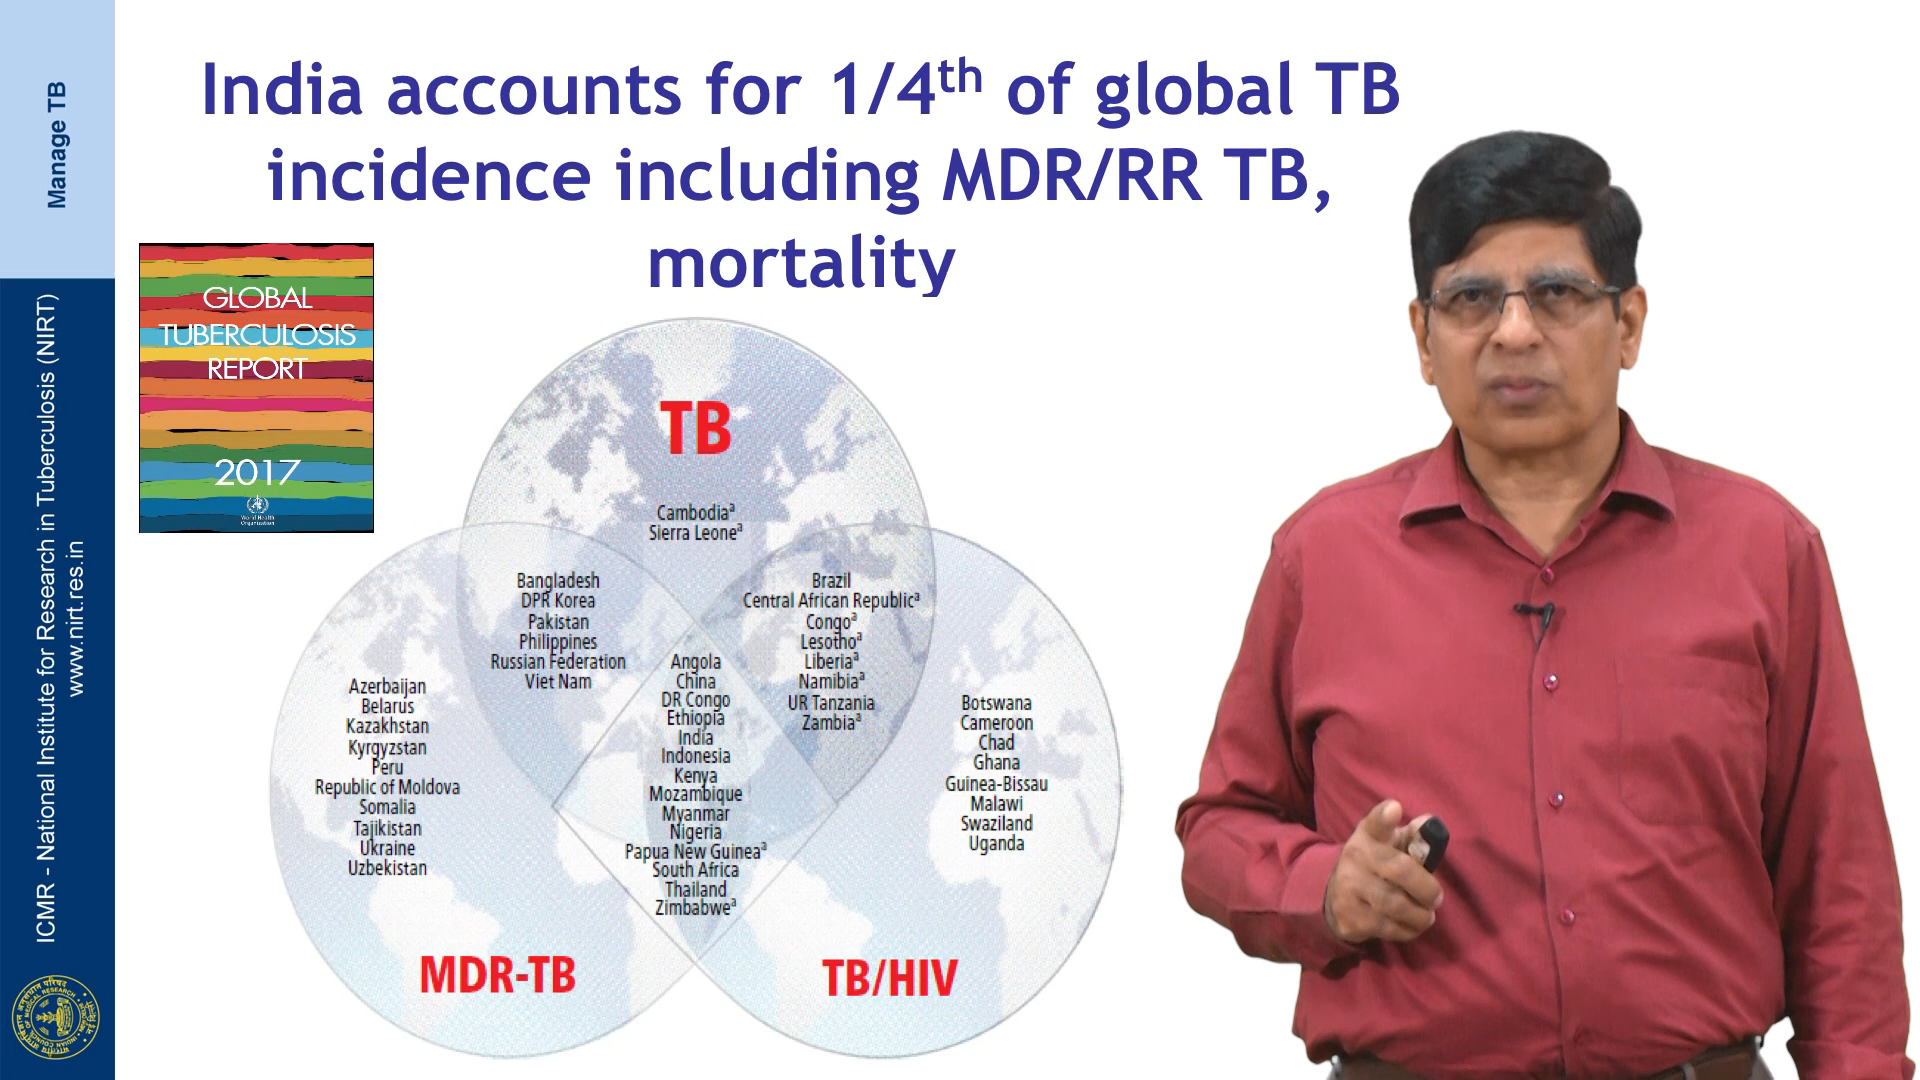 Manage TB
ICMR - National Institute for Research in Tuberculosis (NIRT)
www.nirt.res.in
India accounts for 1/4th of global TB
incidence including MDR/RR TB,
mortality
GLOBAL
TUBERCULOSIS
REPORT
2017
World Health
Organization
TB
Cambodiaª
Sierra Leoneª
Bangladesh
DPR Korea
Pakistan
Philippines
Russian Federation
Viet Nam
Brazil
Central African Republicª
Congoª
Lesothoª
Liberiaª
Namibiaª
UR Tanzania
Zambiaª
Angola
China
DR Congo
Ethiopia
India
Indonesia
Kenya
Mozambique
Myanmar
Nigeria
Papua New Guineaª
South Africa
Thailand
Zimbabweª
Azerbaijan
Belarus
Kazakhstan
Kyrgyzstan
Peru
Republic of Moldova
Somalia
Tajikistan
Ukraine
Uzbekistan
Botswana
Cameroon
Chad
Ghana
Guinea-Bissau
Malawi
Swaziland
Uganda
MDR-TB
TB/HIV